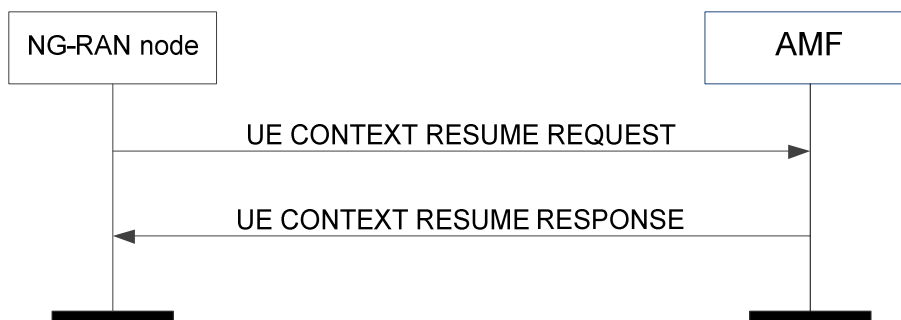 NG-RAN node
AMF
UE CONTEXT RESUME REQUEST
UE CONTEXT RESUME RESPONSE